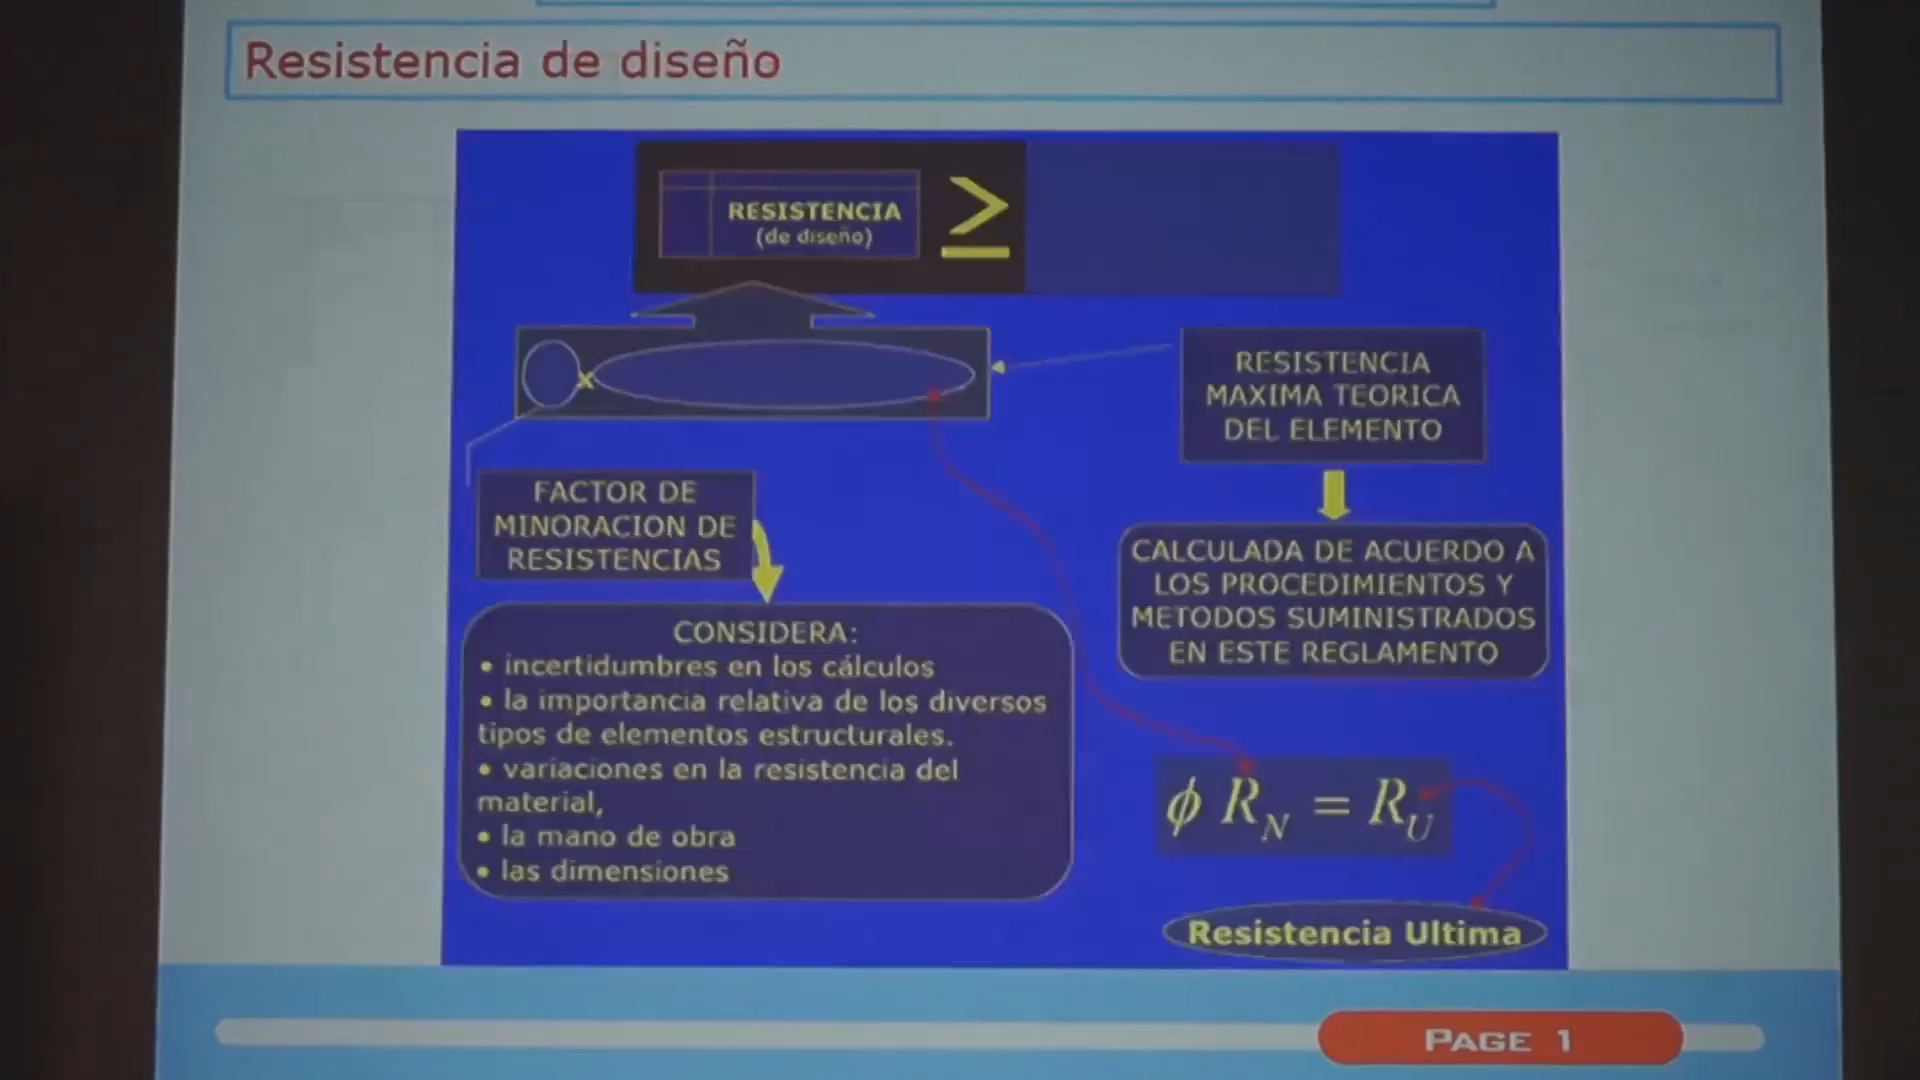 Resistencia de diseño
RESISTENCIA
(de diseño)
≥
x
RESISTENCIA
MAXIMA TEORICA
DEL ELEMENTO
FACTOR DE
MINORACION DE
RESISTENCIAS
CALCULADA DE ACUERDO A
LOS PROCEDIMIENTOS Y
METODOS SUMINISTRADOS
EN ESTE REGLAMENTO
CONSIDERA:
• incertidumbres en los cálculos
• la importancia relativa de los diversos
tipos de elementos estructurales.
• variaciones en la resistencia del
material,
• la mano de obra
• las dimensiones
ϕ R_N = R_U
Resistencia Ultima
PAGE 1